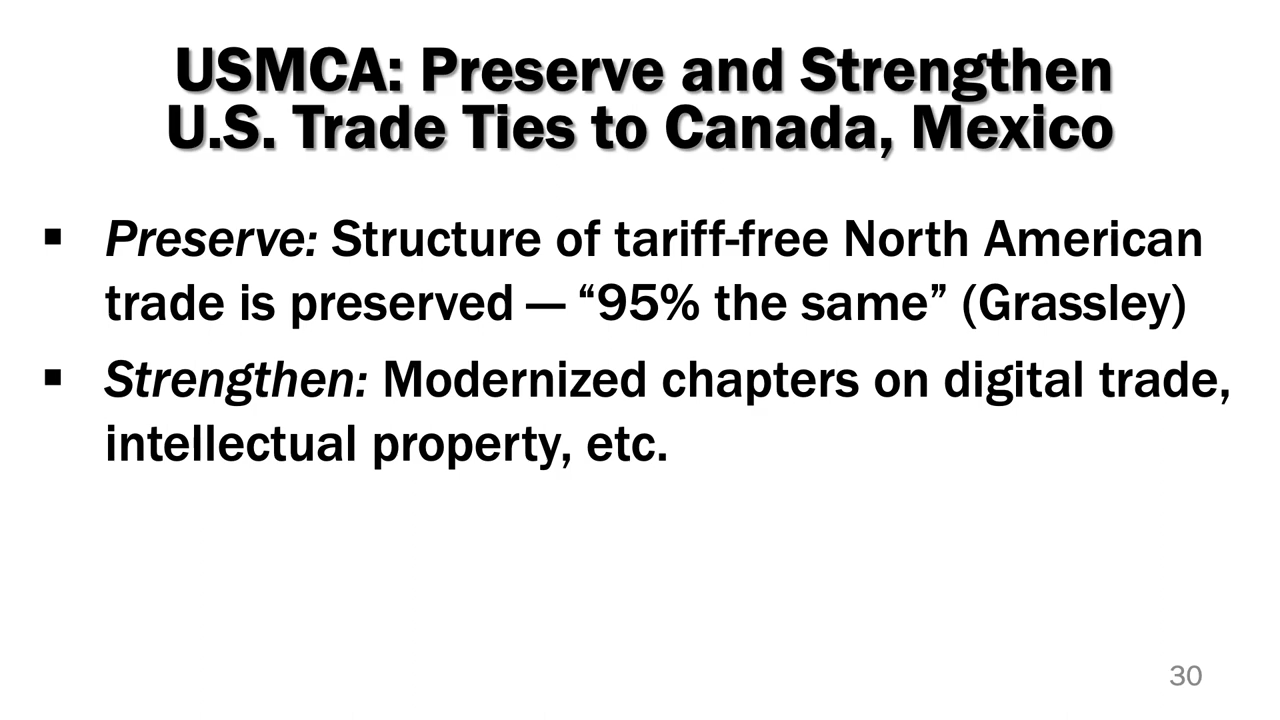 USMCA: Preserve and Strengthen
U.S. Trade Ties to Canada, Mexico
▪ Preserve: Structure of tariff-free North American
trade is preserved — “95% the same” (Grassley)
▪ Strengthen: Modernized chapters on digital trade,
intellectual property, etc.
30